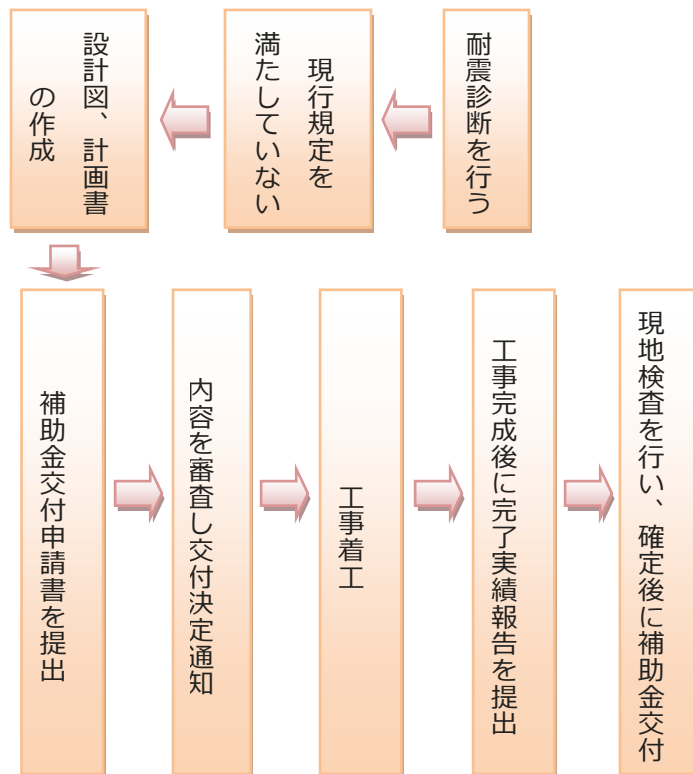 耐震診断を行う
現行規定を
満たしていない
設計図、計画書
の作成
補助金交付申請書を提出
内容を審査し交付決定通知
工事着工
工事完成後に完了実績報告を提出
現地検査を行い、確定後に補助金交付